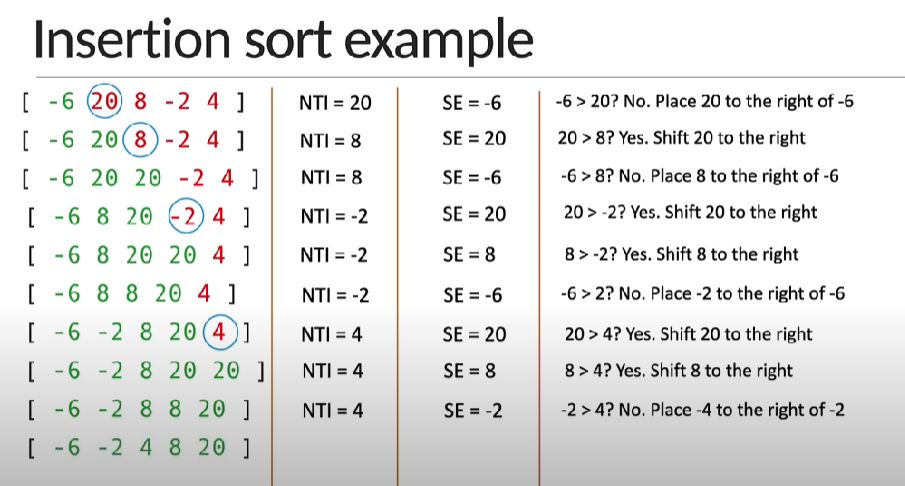 Insertion sort example
[ -6 20 8 -2 4 ] NTI = 20 SE = -6 -6 > 20? No. Place 20 to the right of -6
[ -6 20 8 -2 4 ] NTI = 8 SE = 20 20 > 8? Yes. Shift 20 to the right
[ -6 20 20 -2 4 ] NTI = 8 SE = -6 -6 > 8? No. Place 8 to the right of -6
[ -6 8 20 -2 4 ] NTI = -2 SE = 20 20 > -2? Yes. Shift 20 to the right
[ -6 8 20 20 4 ] NTI = -2 SE = 8 8 > -2? Yes. Shift 8 to the right
[ -6 8 8 20 4 ] NTI = -2 SE = -6 -6 > 2? No. Place -2 to the right of -6
[ -6 -2 8 20 4 ] NTI = 4 SE = 20 20 > 4? Yes. Shift 20 to the right
[ -6 -2 8 20 20 ] NTI = 4 SE = 8 8 > 4? Yes. Shift 8 to the right
[ -6 -2 8 8 20 ] NTI = 4 SE = -2 -2 > 4? No. Place -4 to the right of -2
[ -6 -2 4 8 20 ]